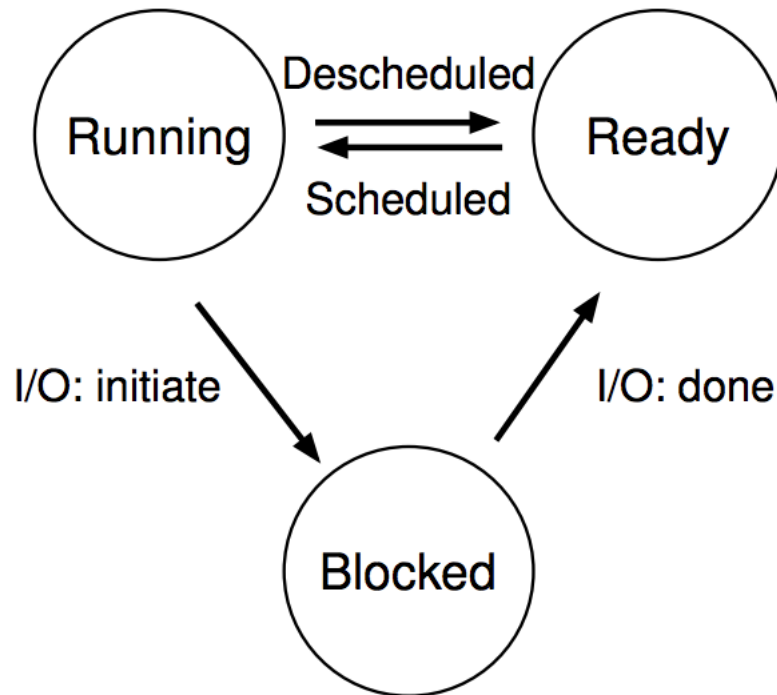 Descheduled
Running
Ready
Scheduled
I/O: initiate
I/O: done
Blocked